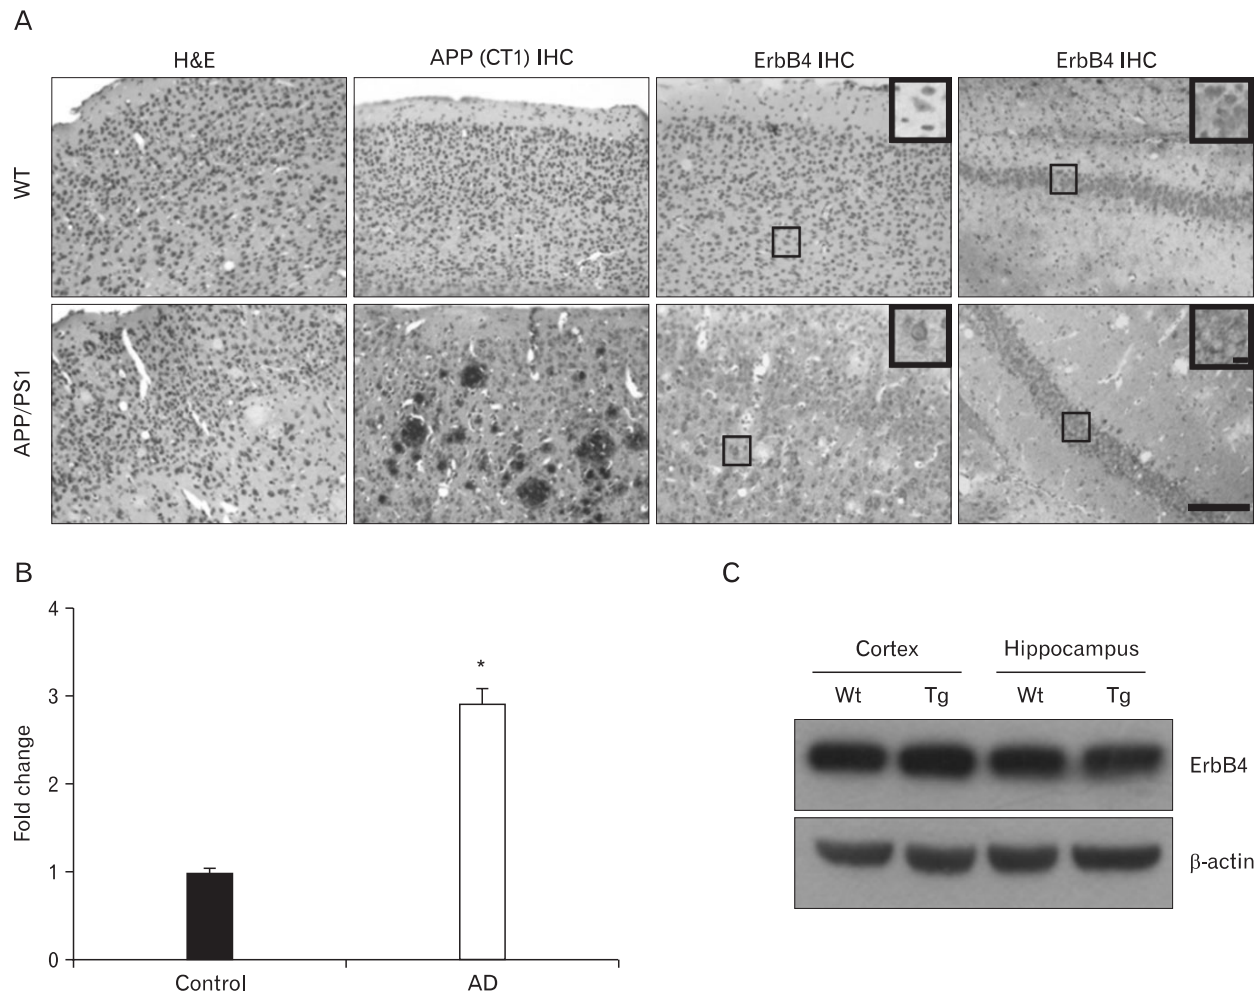 A
H&E
APP (CT1) IHC
ErbB4 IHC
ErbB4 IHC
WT
APP/PS1
B
4
3
2
1
0
Fold change
*
Control
AD
C
Cortex
Hippocampus
Wt
Tg
Wt
Tg
ErbB4
β-actin